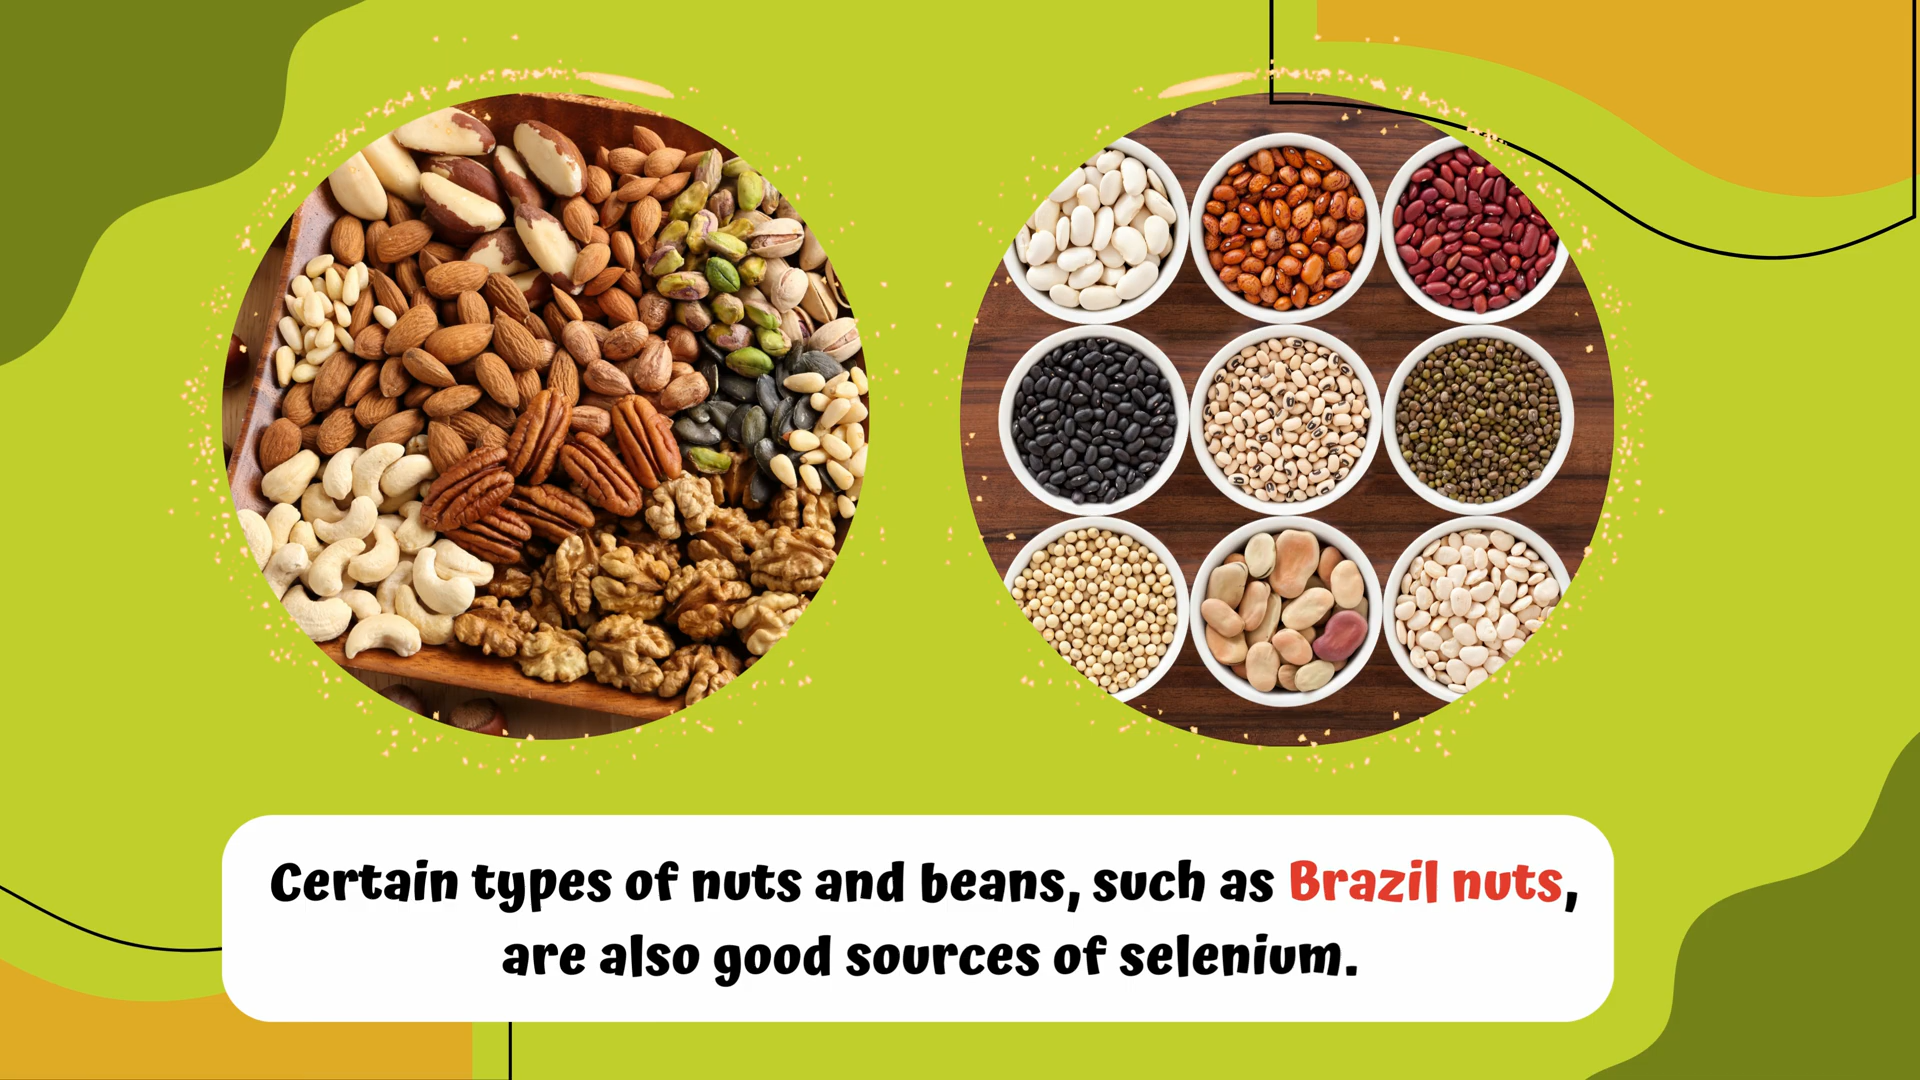 Certain types of nuts and beans, such as Brazil nuts,
are also good sources of selenium.